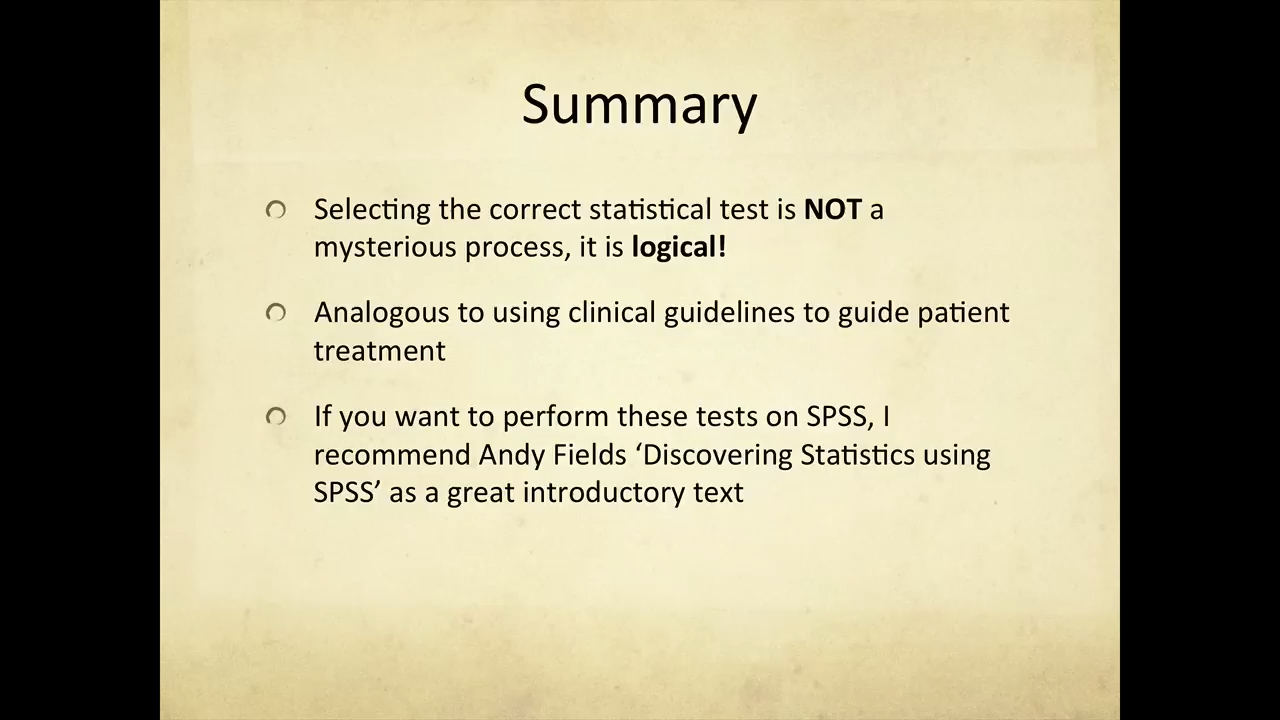 Summary
Selecting the correct statistical test is NOT a
mysterious process, it is logical!
Analogous to using clinical guidelines to guide patient
treatment
If you want to perform these tests on SPSS, I
recommend Andy Fields ‘Discovering Statistics using
SPSS’ as a great introductory text